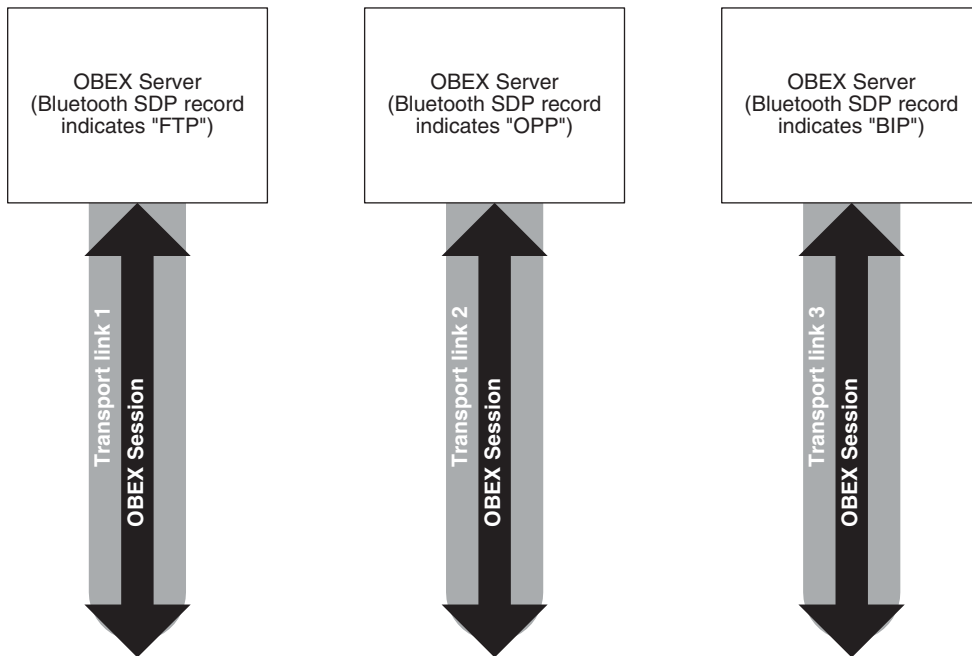 OBEX Server
(Bluetooth SDP record
indicates "FTP")
OBEX Server
(Bluetooth SDP record
indicates "OPP")
OBEX Server
(Bluetooth SDP record
indicates "BIP")
Transport link 1
OBEX Session
Transport link 2
OBEX Session
Transport link 3
OBEX Session